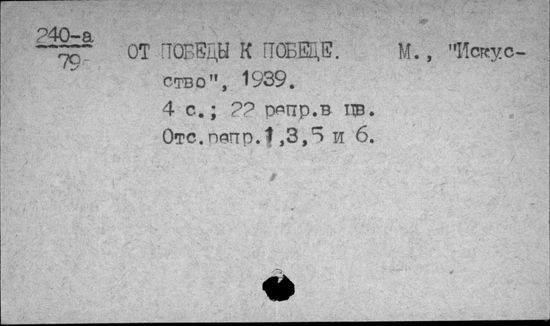 240-а
79
ОТ ПОБЕДЫ К ПОБЕДЕ. М., "Искус-
ство", 1939.
4 с.; 22 репр.в цв.
Отс.репр.1,3,5 и 6.